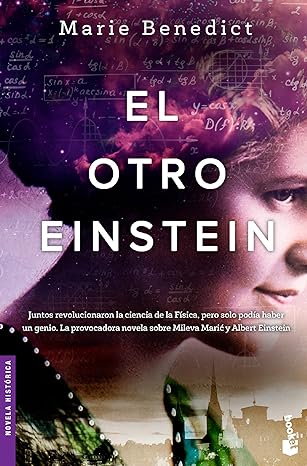 Marie Benedict
EL
OTRO
EINSTEIN
Juntos revolucionaron la ciencia de la Física, pero solo podía haber
un genio. La provocadora novela sobre Mileva Marić y Albert Einstein
NOVELA HISTÓRICA
booket